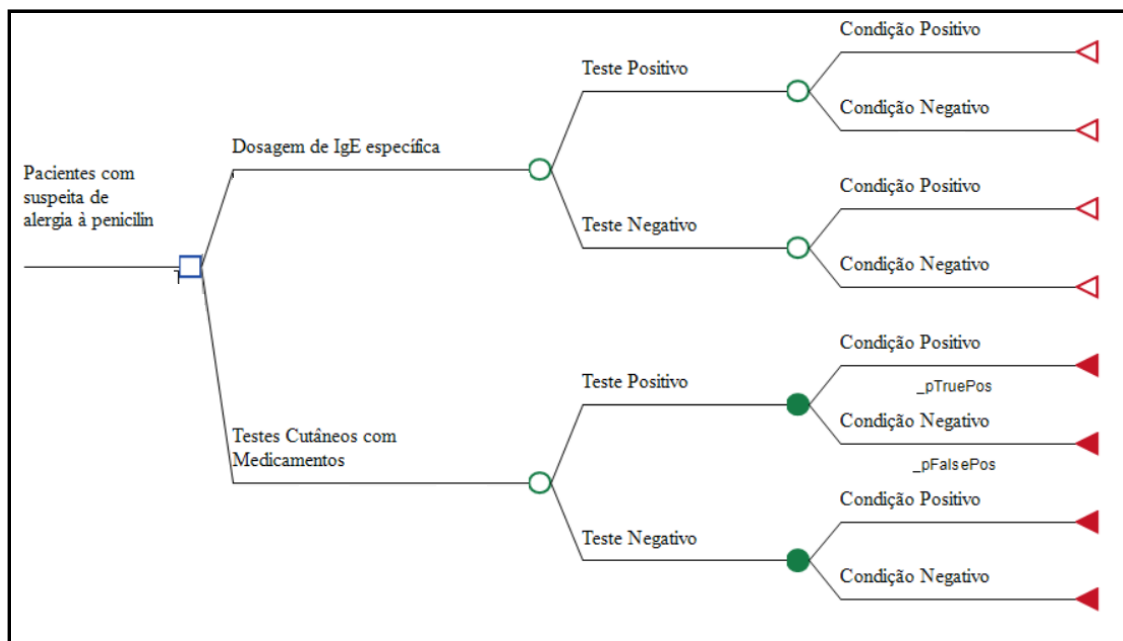 Condição Positivo
Teste Positivo
Condição Negativo
Dosagem de IgE específica
Pacientes com
suspeita de
alergia à penicilin
Condição Positivo
Teste Negativo
Condição Negativo
Condição Positivo
Teste Positivo
_pTruePos
Condição Negativo
Testes Cutâneos com
Medicamentos
_pFalsePos
Condição Positivo
Teste Negativo
Condição Negativo